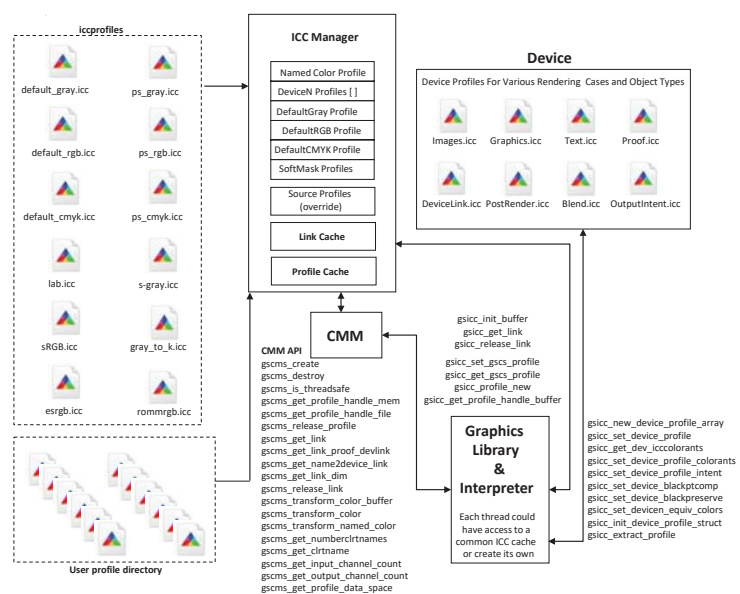 iccprofiles
default_gray.icc
ps_gray.icc
default_rgb.icc
ps_rgb.icc
default_cmyk.icc
ps_cmyk.icc
lab.icc
s-gray.icc
sRGB.icc
gray_to_k.icc
esrgb.icc
rommrgb.icc
User profile directory
ICC Manager
Named Color Profile
DeviceN Profiles [ ]
DefaultGray Profile
DefaultRGB Profile
DefaultCMYK Profile
SoftMask Profiles
Source Profiles
(override)
Link Cache
Profile Cache
Device
Device Profiles For Various Rendering Cases and Object Types
Images.icc
Graphics.icc
Text.icc
Proof.icc
DeviceLink.icc
PostRender.icc
Blend.icc
OutputIntent.icc
CMM
CMM API
gscms_create
gscms_destroy
gscms_is_threadsafe
gscms_get_profile_handle_mem
gscms_get_profile_handle_file
gscms_release_profile
gscms_get_link
gscms_get_link_proof_devlink
gscms_get_name2device_link
gscms_get_link_dim
gscms_release_link
gscms_transform_color_buffer
gscms_transform_color
gscms_transform_named_color
gscms_get_numberclrtnames
gscms_get_clrtname
gscms_get_input_channel_count
gscms_get_output_channel_count
gscms_get_profile_data_space
gsicc_init_buffer
gsicc_get_link
gsicc_release_link
gsicc_set_gscs_profile
gsicc_get_gscs_profile
gsicc_profile_new
gsicc_get_profile_handle_buffer
Graphics
Library
&
Interpreter
Each thread could
have access to a
common ICC cache
or create its own
gsicc_new_device_profile_array
gsicc_set_device_profile
gsicc_get_dev_icccolorants
gsicc_set_device_profile_colorants
gsicc_set_device_profile_intent
gsicc_set_device_blackptcomp
gsicc_set_device_blackpreserve
gsicc_set_devicen_equiv_colors
gsicc_init_device_profile_struct
gsicc_extract_profile